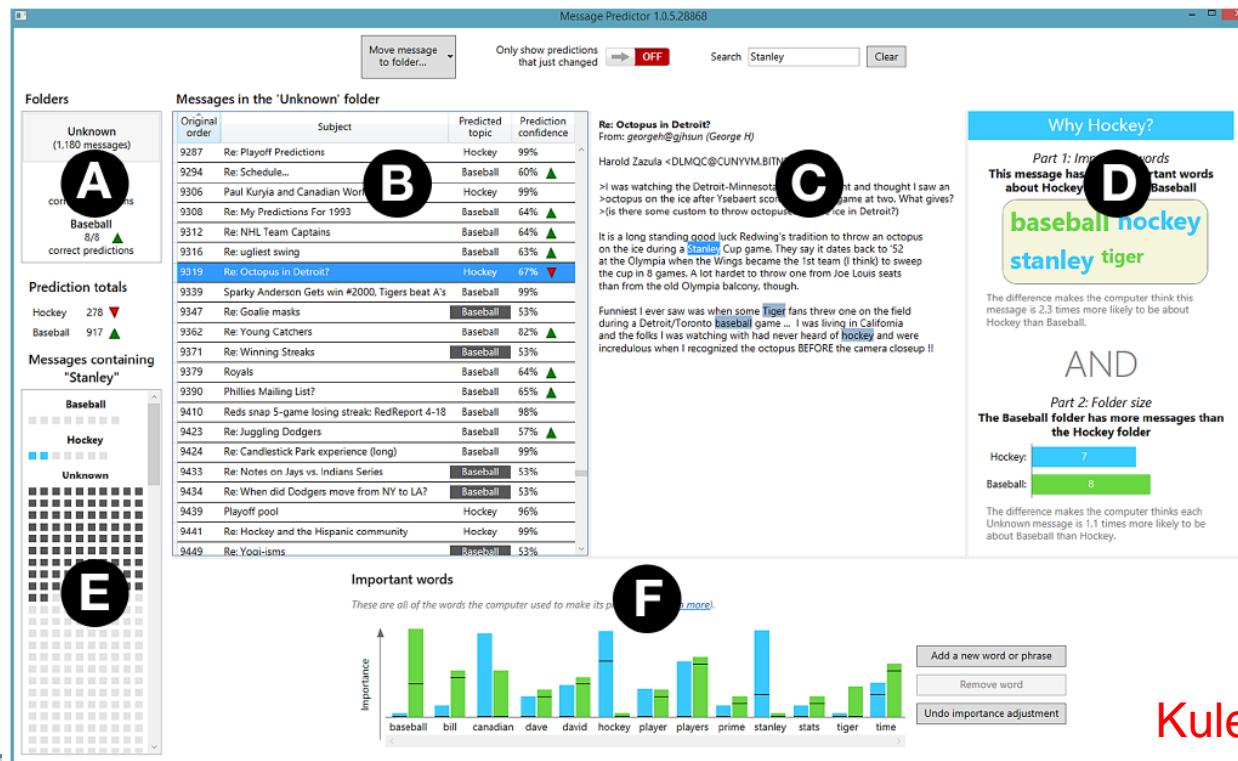 Message Predictor 1.0.5.28868
Move message
to folder...
Only show predictions
that just changed
OFF
Search
Stanley
Clear
Folders
Unknown
(1,180 messages)
A
Baseball
8/8
correct predictions
Prediction totals
Hockey 278
Baseball 917
Messages containing
"Stanley"
Baseball
Hockey
Unknown
E
Messages in the 'Unknown' folder
Original order Subject Predicted topic Prediction confidence
9287 Re: Playoff Predictions Hockey 99%
9294 Re: Schedule... Baseball 60%
9306 Paul Kuryia and Canadian Hockey 99%
9308 Re: My Predictions For 1993 Baseball 64%
9312 Re: NHL Team Captains Baseball 64%
9316 Re: ugliest swing Baseball 63%
9319 Re: Octopus in Detroit? Hockey 67%
9339 Sparky Anderson Gets win #2000, Tigers beat A's Baseball 99%
9347 Re: Goalie masks Baseball 53%
9362 Re: Young Catchers Baseball 82%
9371 Re: Winning Streaks Baseball 53%
9379 Royals Baseball 64%
9390 Phillies Mailing List? Baseball 65%
9410 Reds snap 5-game losing streak: RedReport 4-18 Baseball 98%
9423 Re: Juggling Dodgers Baseball 57%
9424 Re: Candlestick Park experience (long) Baseball 99%
9433 Re: Notes on Jays vs. Indians Series Baseball 53%
9434 Re: When did Dodgers move from NY to LA? Baseball 53%
9439 Playoff pool Hockey 96%
9441 Re: Hockey and the Hispanic community Hockey 99%
9449 Re: Yogi-isms Baseball 53%
B
Re: Octopus in Detroit?
From: georgeh@gjhsun (George H)
Harold Zazula <DLMQC@CUNYVM.BITN
>I was watching the Detroit-Minnesota and thought I saw an
>octopus on the ice after Ysebaert game at two. What gives?
>(is there some custom to throw ice in Detroit?)
It is a long standing good luck Redwing's tradition to throw an octopus
on the ice during a Stanley Cup game. They say it dates back to '52
at the Olympia when the Wings became the 1st team (I think) to sweep
the cup in 8 games. A lot hardet to throw one from Joe Louis seats
than from the old Olympia balcony, though.
Funniest I ever saw was when some Tiger fans threw one on the field
during a Detroit/Toronto baseball game ... I was living in California
and the folks I was watching with had never heard of hockey and were
incredulous when I recognized the octopus BEFORE the camera closeup !!
C
Why Hockey?
Part 1: words
This message has important words
about Hockey Baseball
D
baseball hockey
stanley tiger
The difference makes the computer think this
message is 2.3 times more likely to be about
Hockey than Baseball.
AND
Part 2: Folder size
The Baseball folder has more messages than
the Hockey folder
Hockey: 7
Baseball: 8
The difference makes the computer thinks each
Unknown message is 1.1 times more likely to be
about Baseball than Hockey.
Important words
These are all of the words the computer used to make its more).
F
Importance
baseball bill canadian dave david hockey player players prime stanley stats tiger time
Add a new word or phrase
Remove word
Undo importance adjustment
Kule